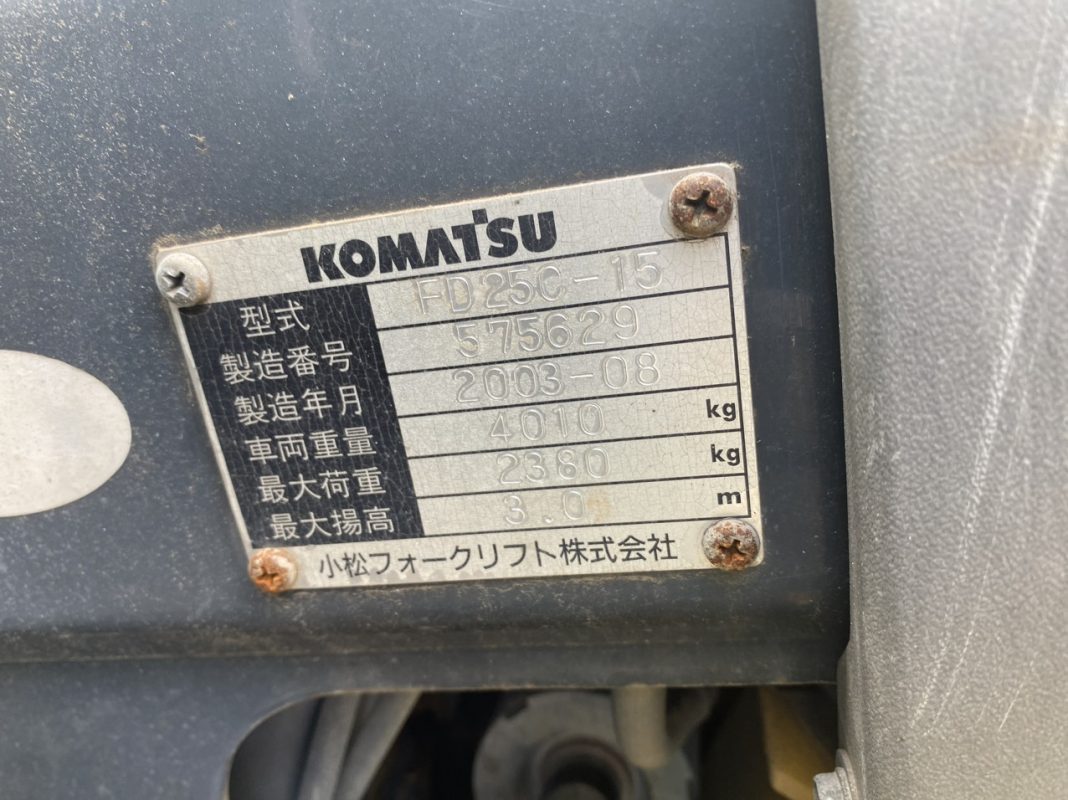 KOMATSU
型式 FD25C-15
製造番号 575629
製造年月 2003-08
車両重量 4010 kg
最大荷重 2380 kg
最大揚高 3.0 m
小松フォークリフト株式会社